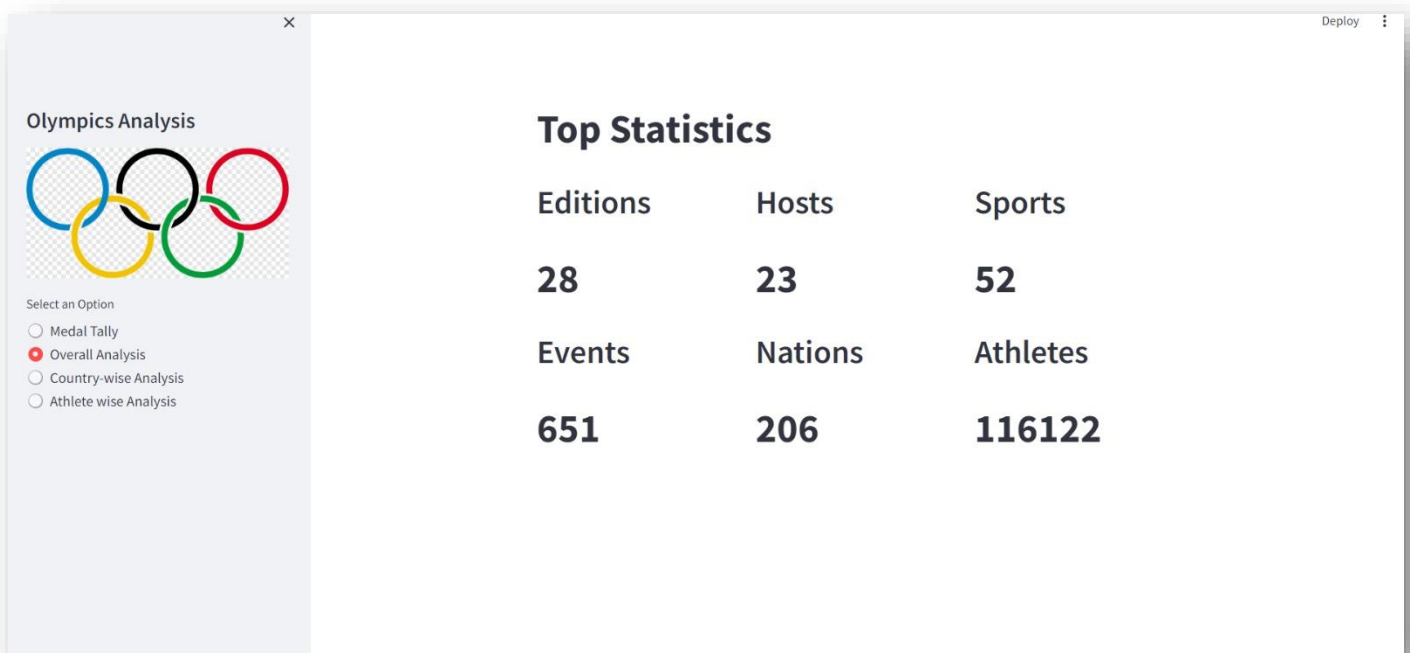 Deploy
Olympics Analysis
Select an Option
Medal Tally
Overall Analysis
Country-wise Analysis
Athlete wise Analysis
Top Statistics
Editions Hosts Sports
28 23 52
Events Nations Athletes
651 206 116122